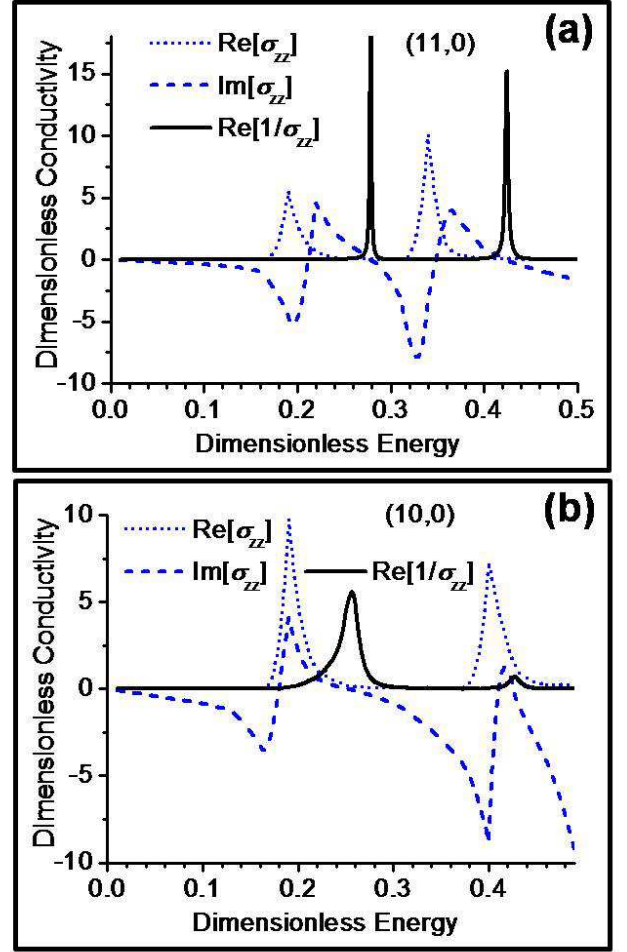 (a)
(11,0)
Re[σzz]
Im[σzz]
Re[1/σzz]
15
10
5
0
-5
-10
Dimensionless Conductivity
0.0 0.1 0.2 0.3 0.4 0.5
Dimensionless Energy
(b)
(10,0)
Re[σzz]
Im[σzz] Re[1/σzz]
10
5
0
-5
-10
Dimensionless Conductivity
0.0 0.1 0.2 0.3 0.4
Dimensionless Energy